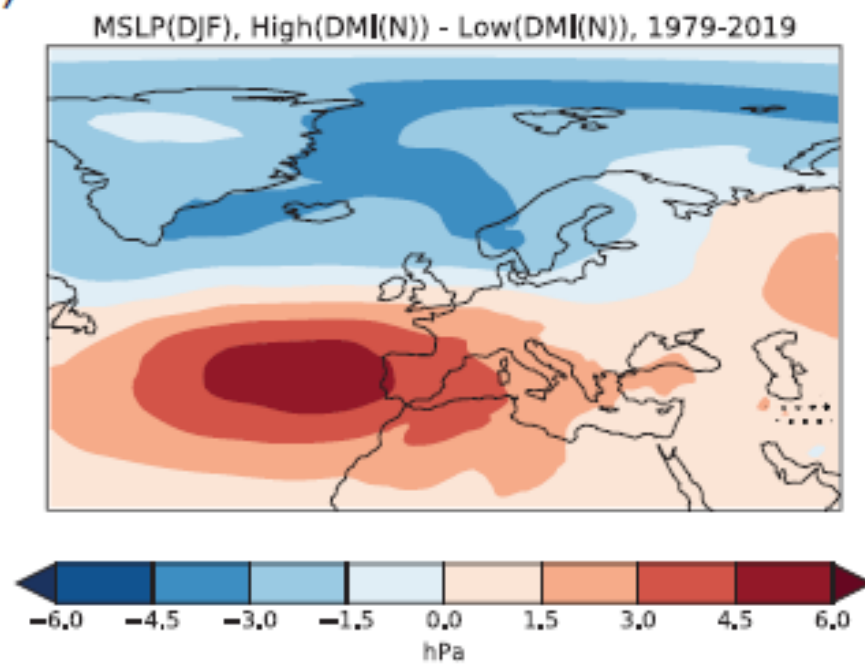 )
MSLP(DJF), High(DMI(N)) - Low(DMI(N)), 1979-2019
−6.0 −4.5 −3.0 −1.5 0.0 1.5 3.0 4.5 6.0
hPa